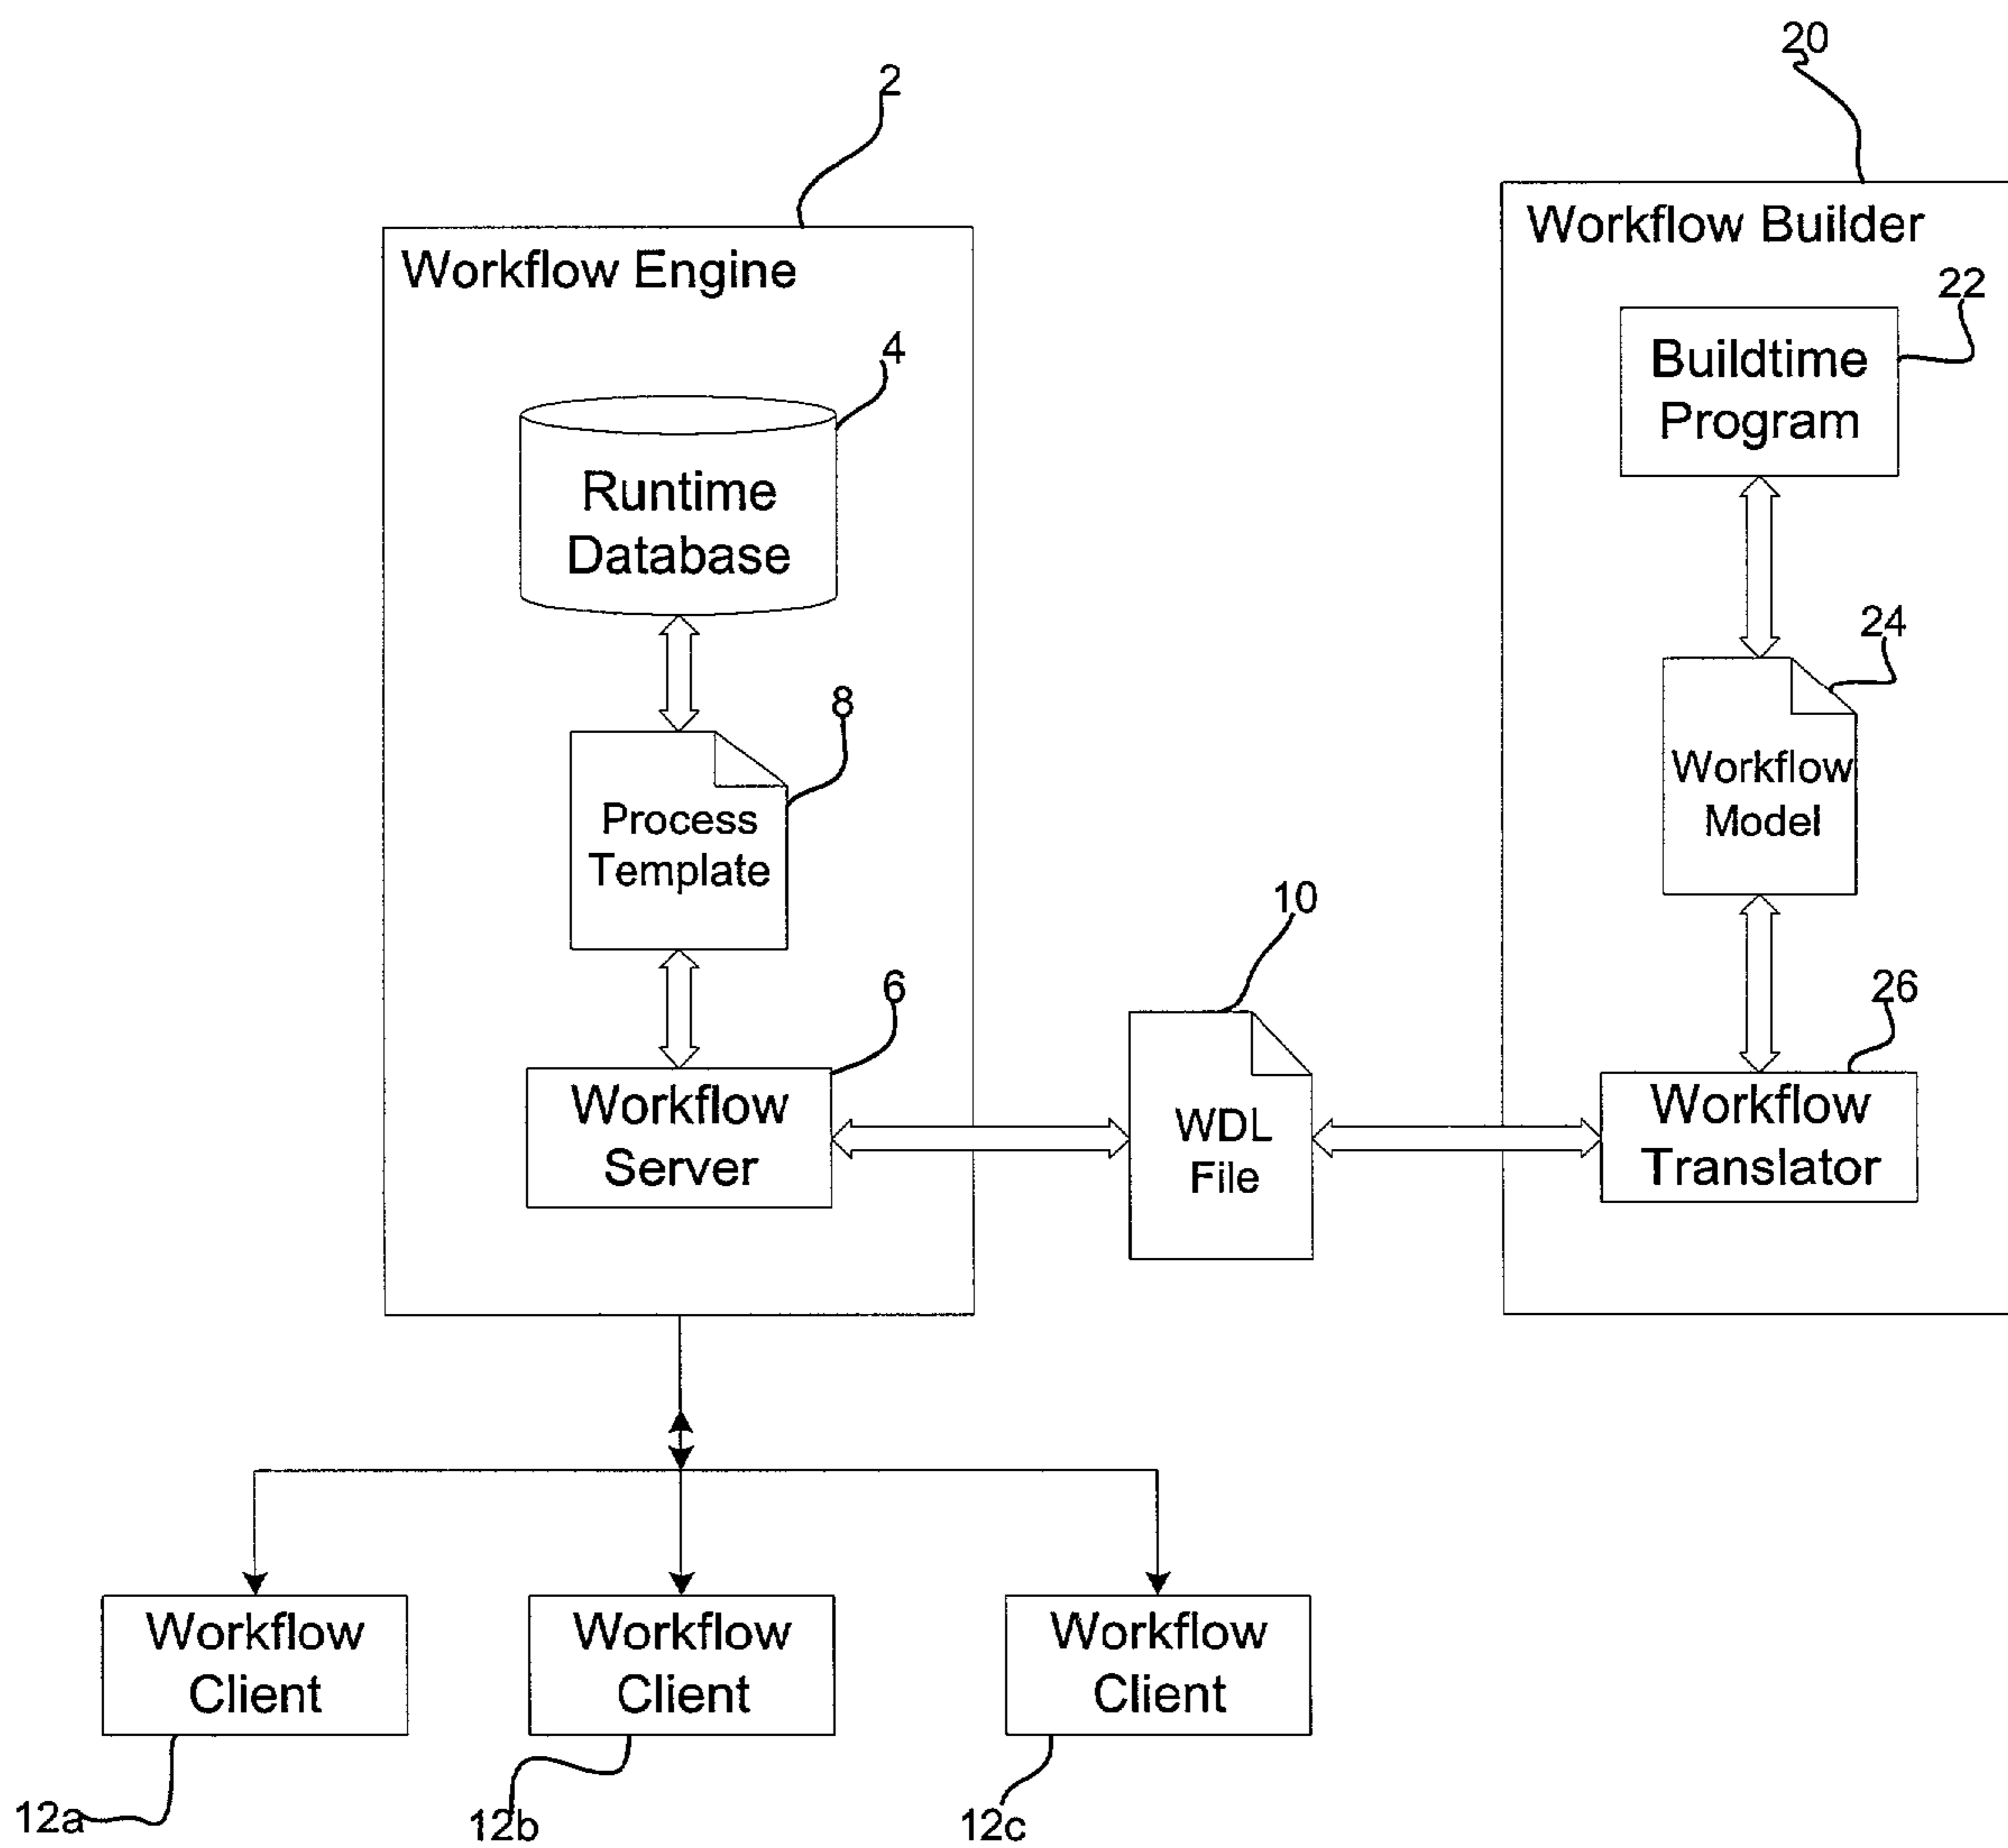 20
2
Workflow Builder
Workflow Engine
22
4
Buildtime
Program
Runtime
Database
24
8
Workflow
Model
Process
Template
10
6
26
Workflow
Server
WDL
File
Workflow
Translator
Workflow
Client
Workflow
Client
Workflow
Client
12a
12b
12c